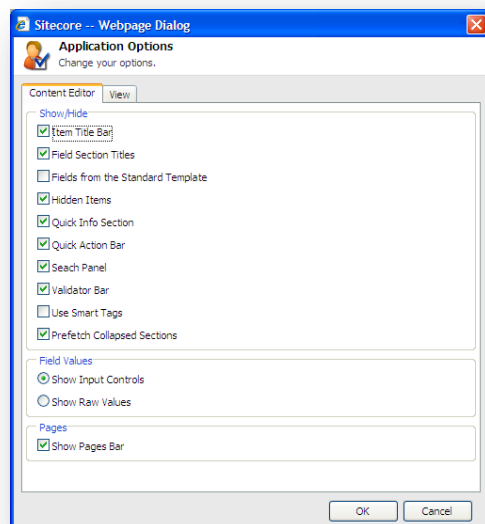 Sitecore -- Webpage Dialog
Application Options
Change your options.
Content Editor
View
Show/Hide
Item Title Bar
Field Section Titles
Fields from the Standard Template
Hidden Items
Quick Info Section
Quick Action Bar
Seach Panel
Validator Bar
Use Smart Tags
Prefetch Collapsed Sections
Field Values
Show Input Controls
Show Raw Values
Pages
Show Pages Bar
OK
Cancel